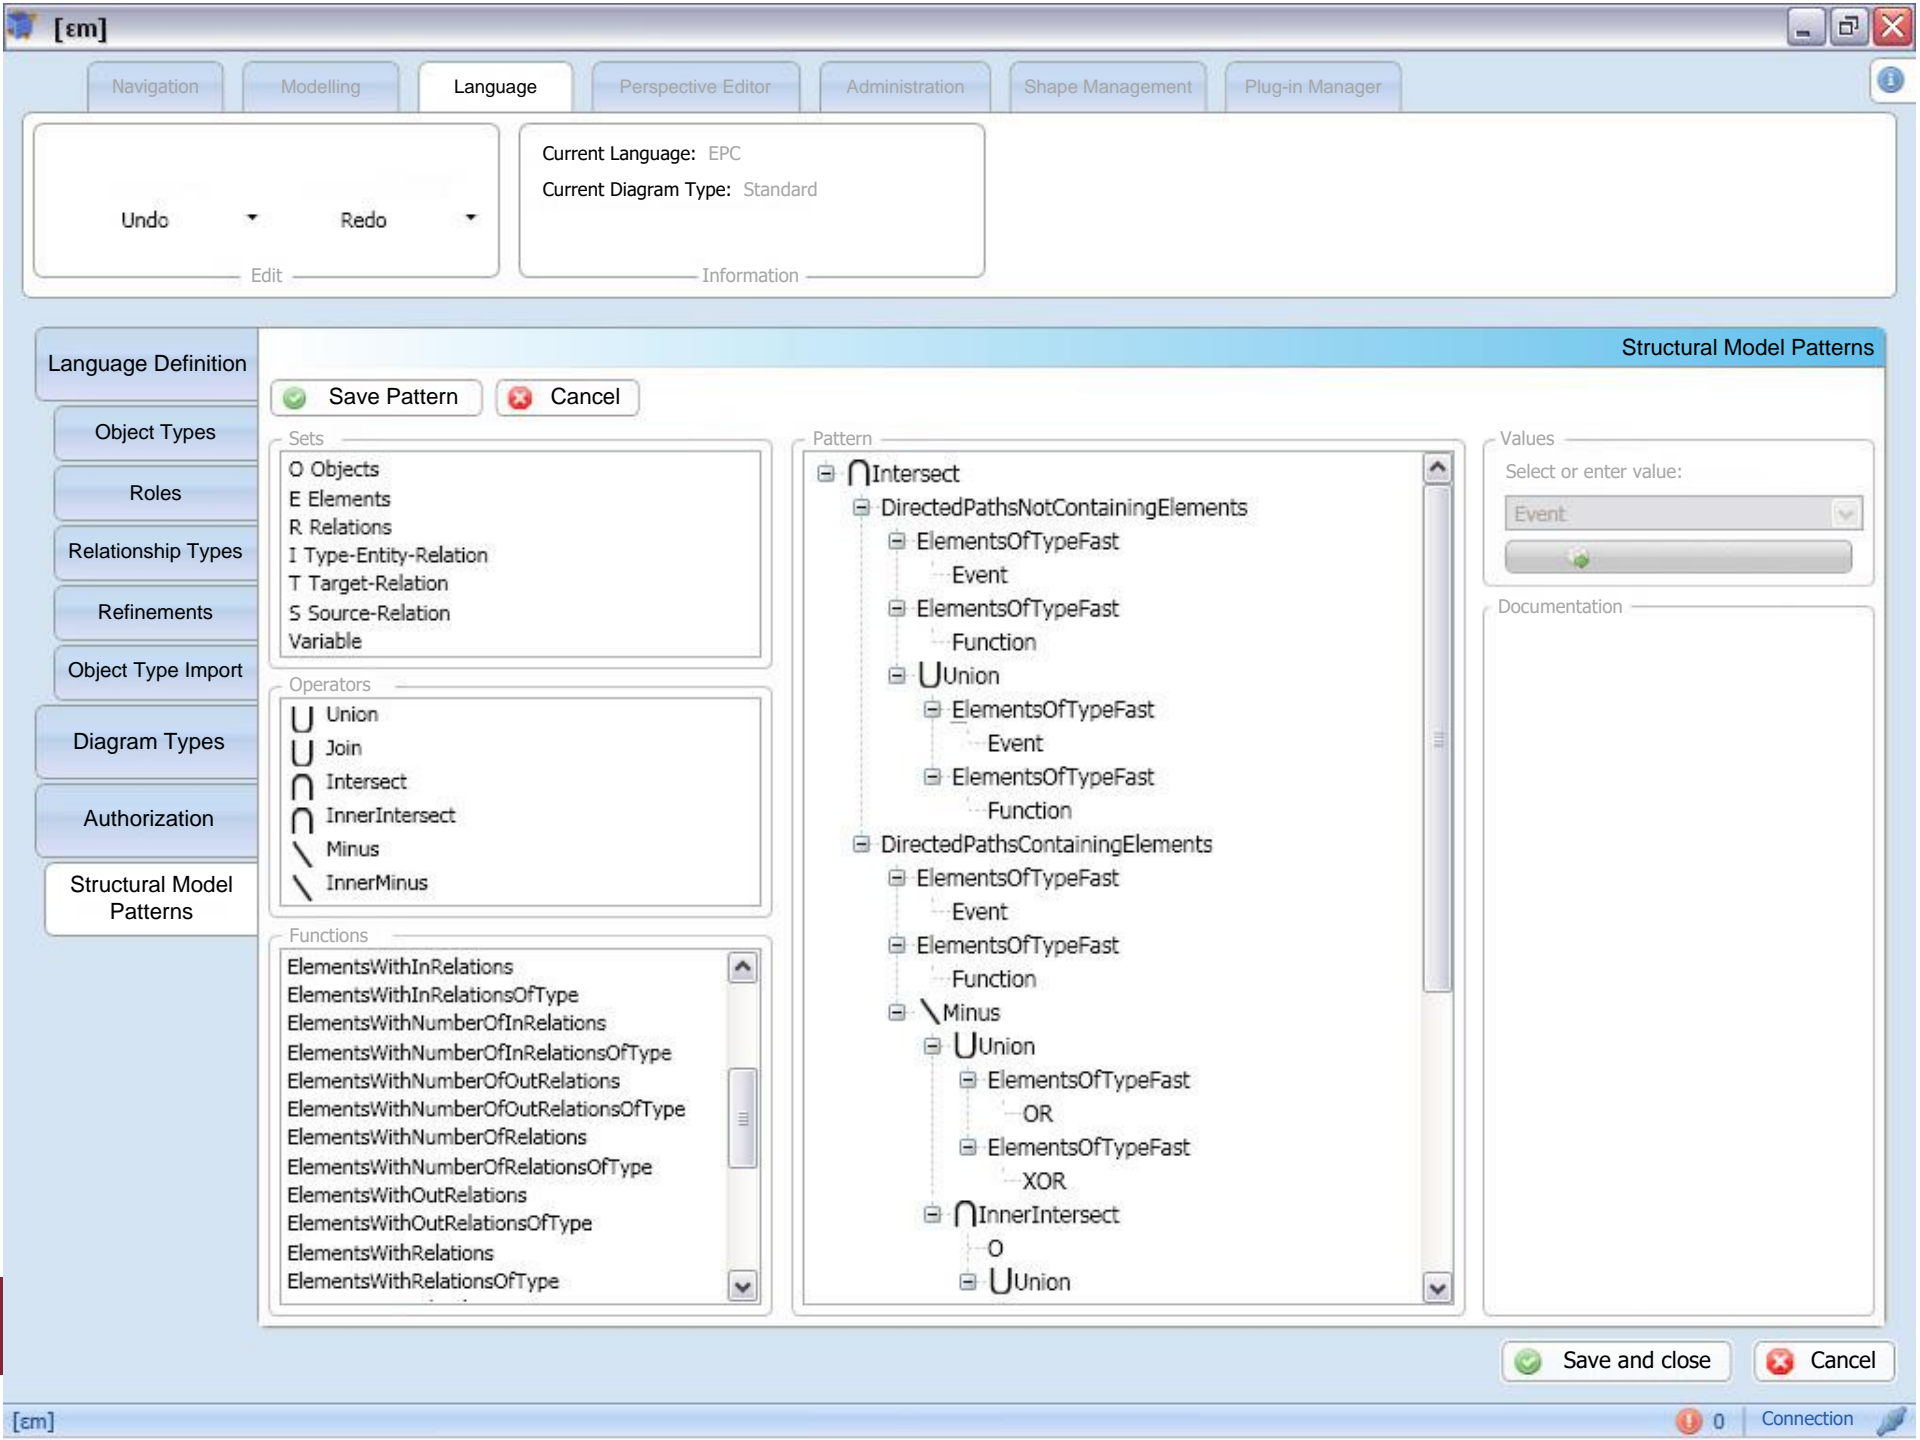 [εm]
Navigation
Modelling
Language
Perspective Editor
Administration
Shape Management
Plug-in Manager
Undo
Redo
Edit
Current Language: EPC
Current Diagram Type: Standard
Information
Language Definition
Object Types
Roles
Relationship Types
Refinements
Object Type Import
Diagram Types
Authorization
Structural Model
Patterns
Structural Model Patterns
Save Pattern
Cancel
Sets
O Objects
E Elements
R Relations
I Type-Entity-Relation
T Target-Relation
S Source-Relation
Variable
Operators
⋃ Union
⋃ Join
⋂ Intersect
⋂ InnerIntersect
\ Minus
\ InnerMinus
Functions
ElementsWithInRelations
ElementsWithInRelationsOfType
ElementsWithNumberOfInRelations
ElementsWithNumberOfInRelationsOfType
ElementsWithNumberOfOutRelations
ElementsWithNumberOfOutRelationsOfType
ElementsWithNumberOfRelations
ElementsWithNumberOfRelationsOfType
ElementsWithOutRelations
ElementsWithOutRelationsOfType
ElementsWithRelations
ElementsWithRelationsOfType
Pattern
⋂Intersect
DirectedPathsNotContainingElements
ElementsOfTypeFast
Event
ElementsOfTypeFast
Function
⋃Union
ElementsOfTypeFast
Event
ElementsOfTypeFast
Function
DirectedPathsContainingElements
ElementsOfTypeFast
Event
ElementsOfTypeFast
Function
\Minus
⋃Union
ElementsOfTypeFast
OR
ElementsOfTypeFast
XOR
⋂InnerIntersect
O
⋃Union
Values
Select or enter value:
Event
Documentation
Save and close
Cancel
[εm]
0
Connection